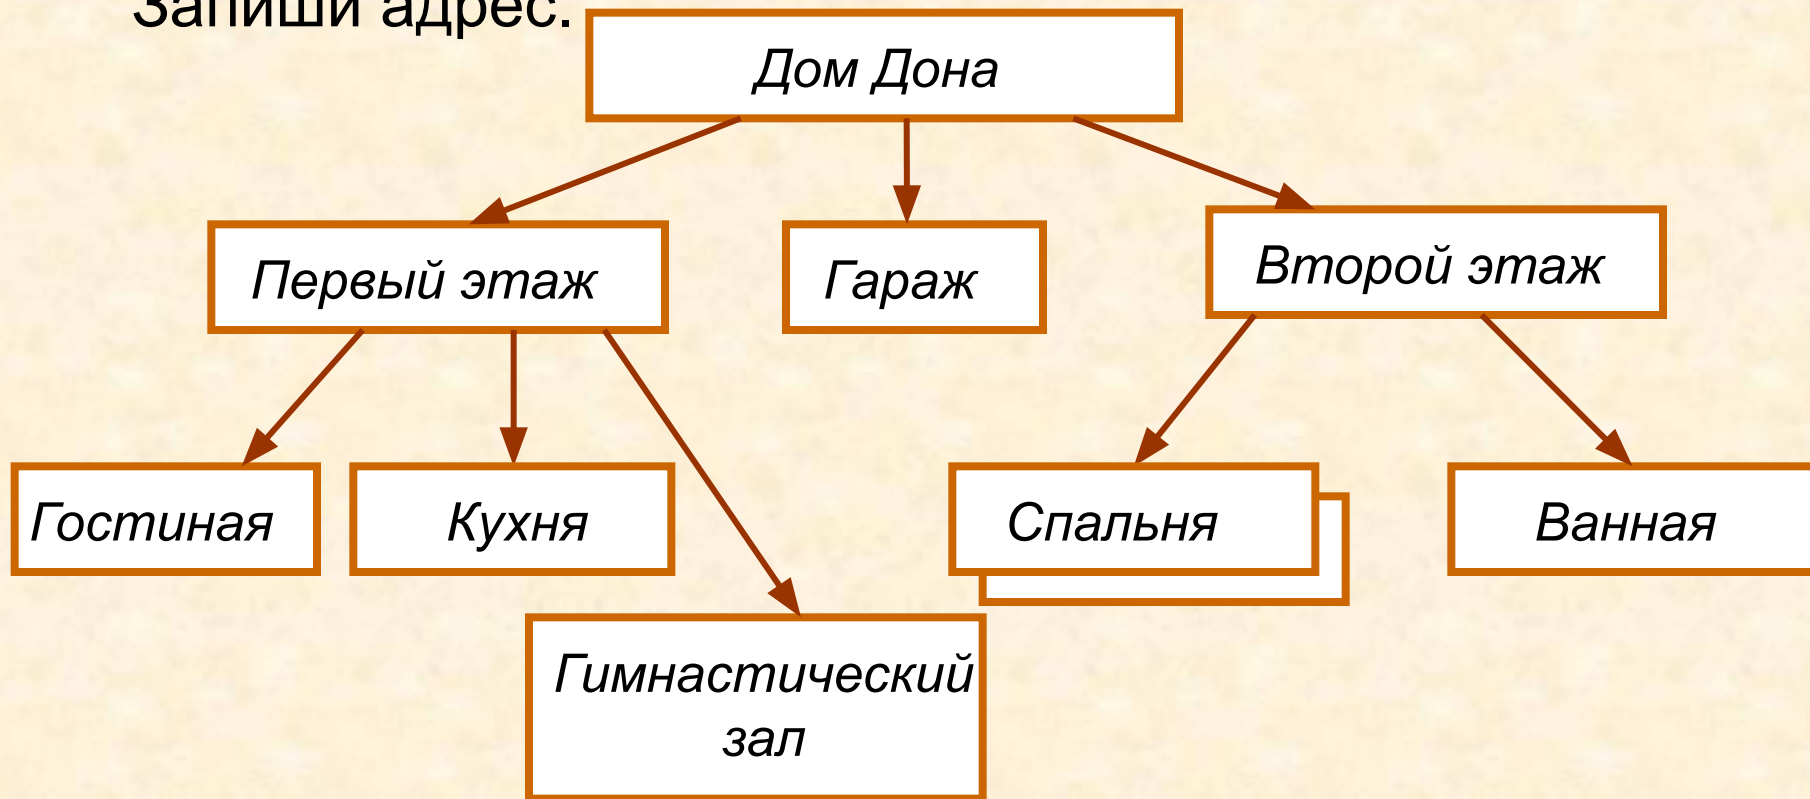 Запиши адрес.
Дом Дона
Первый этаж
Гараж
Второй этаж
Гостиная
Кухня
Спальня
Ванная
Гимнастический
зал